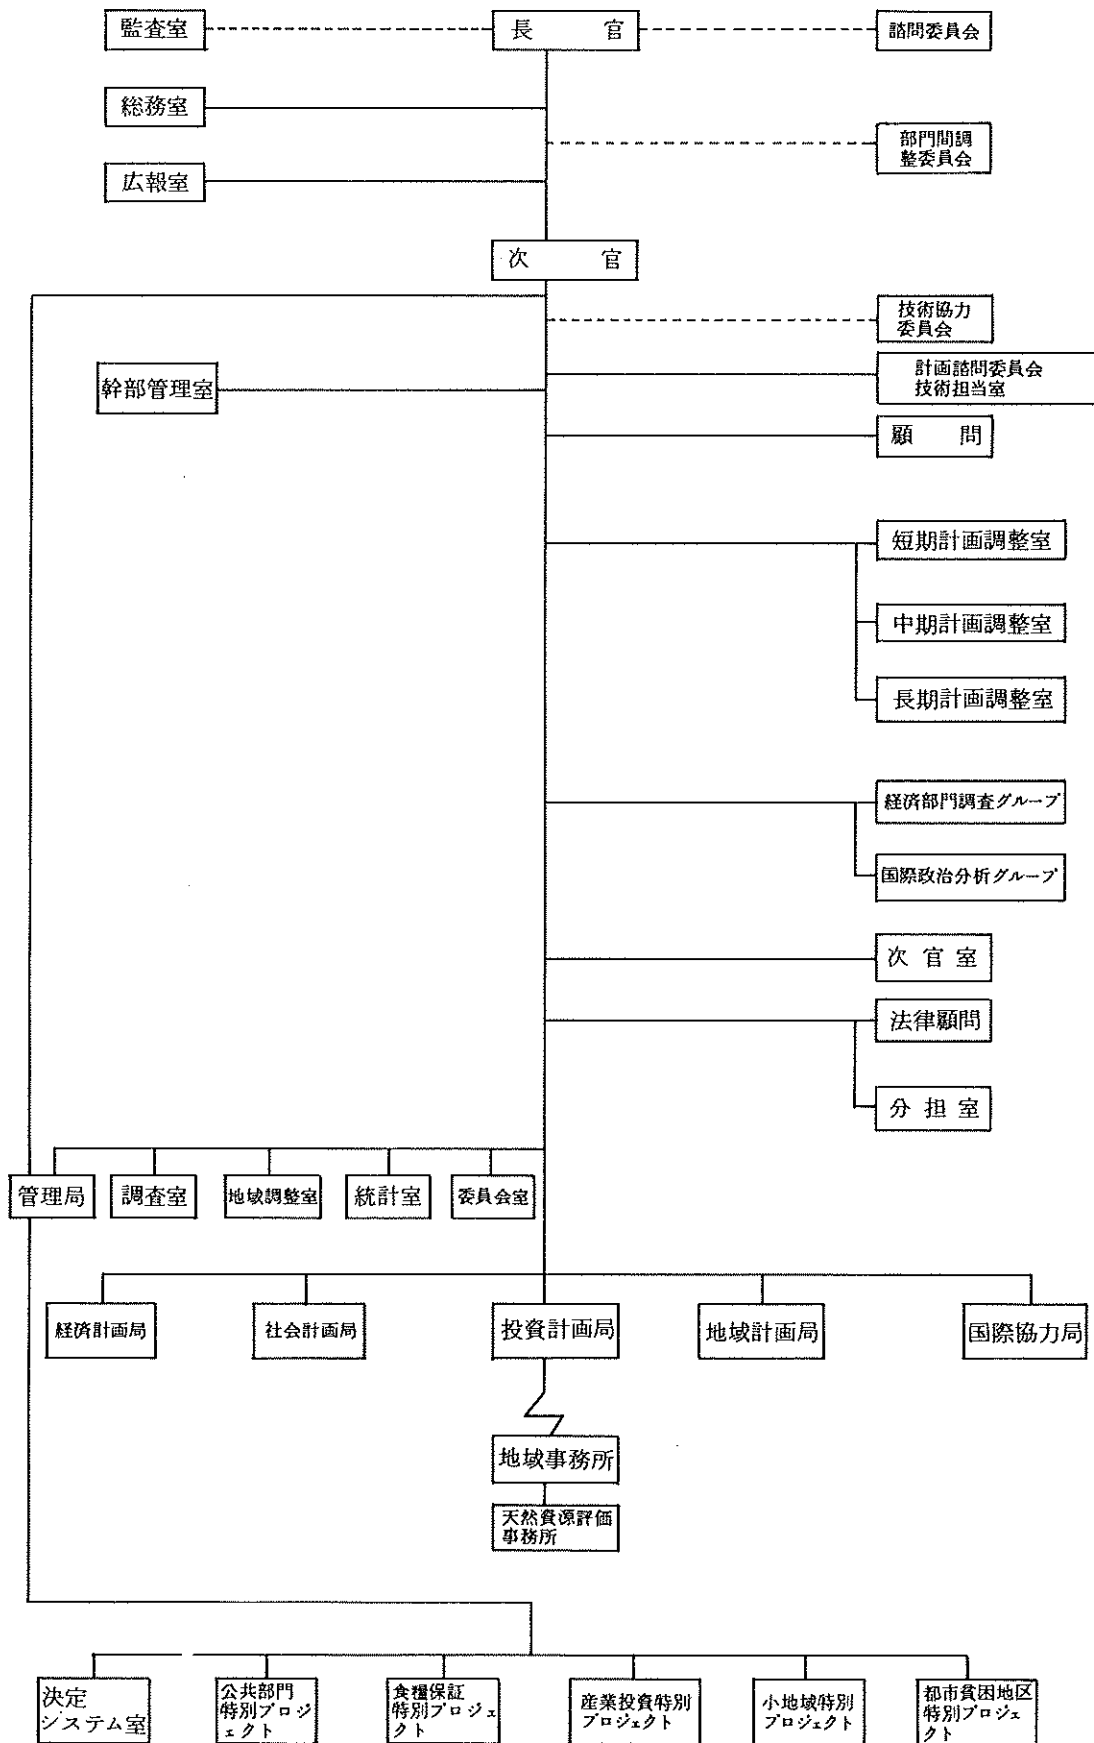 監査室
長官
諮問委員会
総務室
部門間調
整委員会
広報室
次官
技術協力
委員会
幹部管理室
計画諮問委員会
技術担当室
顧問
短期計画調整室
中期計画調整室
長期計画調整室
経済部門調査グループ
国際政治分析グループ
次官室
法律顧問
分担室
管理局
調査室
地域調整室
統計室
委員会室
経済計画局
社会計画局
投資計画局
地域計画局
国際協力局
地域事務所
天然資源評価
事務所
決定
システム室
公共部門
特別プロジ
ェクト
食糧保証
特別プロジェ
クト
産業投資特別
プロジェクト
小地域特別
プロジェクト
都市貧困地区
特別プロジェ
クト